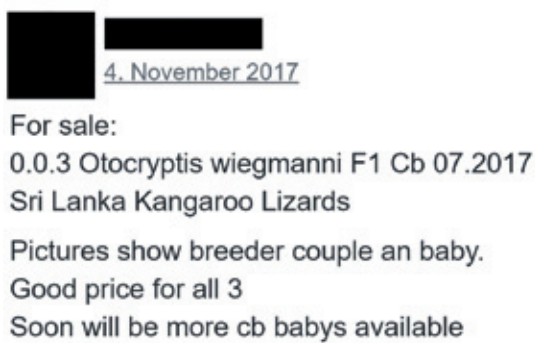 4. November 2017
For sale:
0.0.3 Otocryptis wiegmanni F1 Cb 07.2017
Sri Lanka Kangaroo Lizards
Pictures show breeder couple an baby.
Good price for all 3
Soon will be more cb babys available